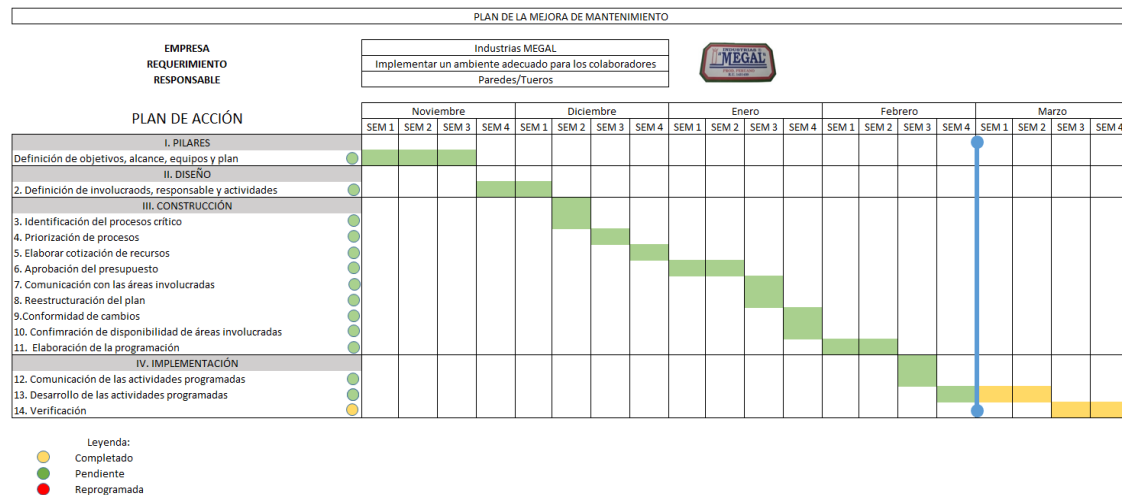 PLAN DE LA MEJORA DE MANTENIMIENTO
EMPRESA Industrias MEGAL
REQUERIMIENTO Implementar un ambiente adecuado para los colaboradores
RESPONSABLE Paredes/Tueros
INDUSTRIAS
"MEGAL"
PLAN DE ACCIÓN
Noviembre Diciembre Enero Febrero Marzo
SEM 1 SEM 2 SEM 3 SEM 4 SEM 1 SEM 2 SEM 3 SEM 4 SEM 1 SEM 2 SEM 3 SEM 4 SEM 1 SEM 2 SEM 3 SEM 4 SEM 1 SEM 2 SEM 3 SEM 4
I. PILARES
Definición de objetivos, alcance, equipos y plan
II. DISEÑO
2. Definición de involucraods, responsable y actividades
III. CONSTRUCCIÓN
3. Identificación del procesos crítico
4. Priorización de procesos
5. Elaborar cotización de recursos
6. Aprobación del presupuesto
7. Comunicación con las áreas involucradas
8. Reestructuración del plan
9.Conformidad de cambios
10. Confimración de disponibilidad de áreas involucradas
11. Elaboración de la programación
IV. IMPLEMENTACIÓN
12. Comunicación de las actividades programadas
13. Desarrollo de las actividades programadas
14. Verificación
Leyenda:
Completado
Pendiente
Reprogramada